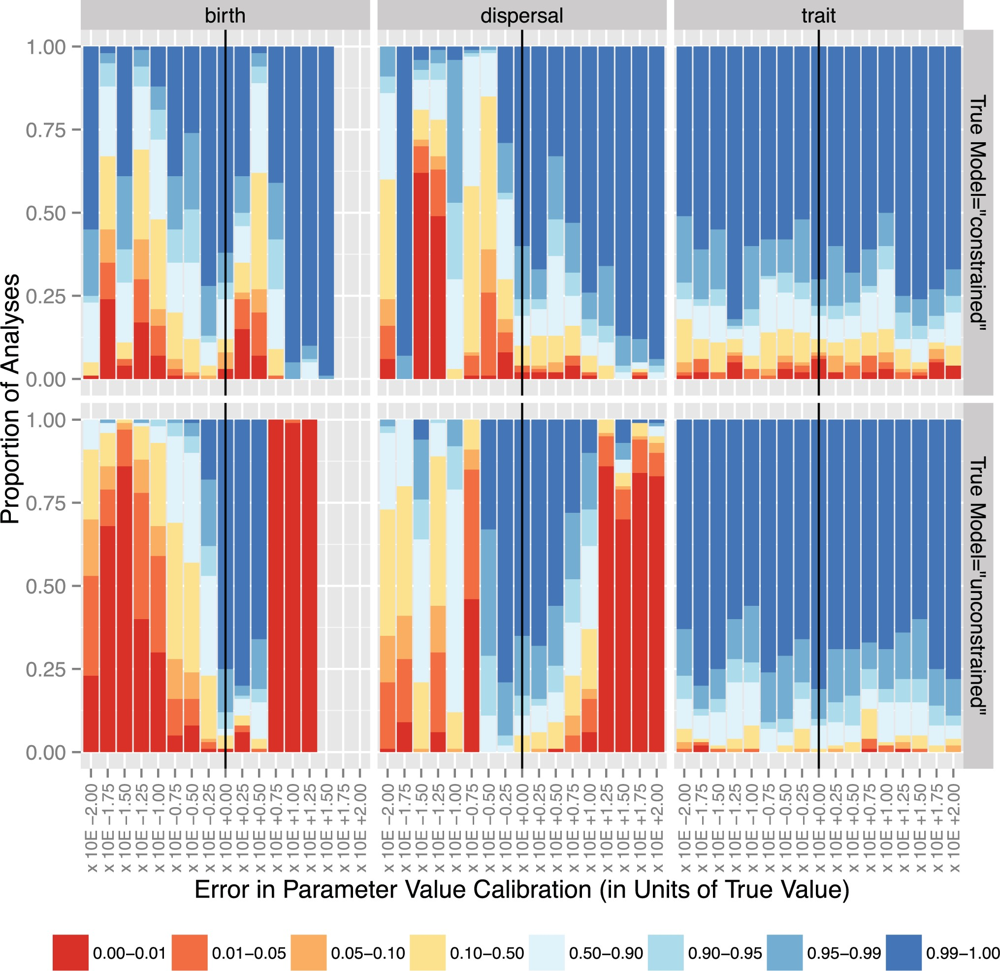 birth dispersal trait
Proportion of Analyses
1.00
0.75
0.50
0.25
0.00
True Model="constrained"
1.00
0.75
0.50
0.25
0.00
True Model="unconstrained"
x 10E−2.00
x 10E−1.75
x 10E−1.50
x 10E−1.25
x 10E−1.00
x 10E−0.75
x 10E−0.50
x 10E−0.25
x 10E+0.00
x 10E+0.25
x 10E+0.50
x 10E+0.75
x 10E+1.00
x 10E+1.25
x 10E+1.50
x 10E+1.75
x 10E+2.00
x 10E−2.00
x 10E−1.75
x 10E−1.50
x 10E−1.25
x 10E−1.00
x 10E−0.75
x 10E−0.50
x 10E−0.25
x 10E+0.00
x 10E+0.25
x 10E+0.50
x 10E+0.75
x 10E+1.00
x 10E+1.25
x 10E+1.50
x 10E+1.75
x 10E+2.00
x 10E−2.00
x 10E−1.75
x 10E−1.50
x 10E−1.25
x 10E−1.00
x 10E−0.75
x 10E−0.50
x 10E−0.25
x 10E+0.00
x 10E+0.25
x 10E+0.50
x 10E+0.75
x 10E+1.00
x 10E+1.25
x 10E+1.50
x 10E+1.75
x 10E+2.00
Error in Parameter Value Calibration (in Units of True Value)
0.00−0.01 0.01−0.05 0.05−0.10 0.10−0.50 0.50−0.90 0.90−0.95 0.95−0.99 0.99−1.00